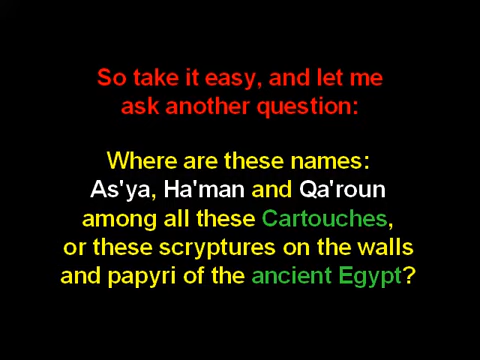 So take it easy, and let me
ask another question:
Where are these names:
As'ya, Ha'man and Qa'roun
among all these Cartouches,
or these scryptures on the walls
and papyri of the ancient Egypt?